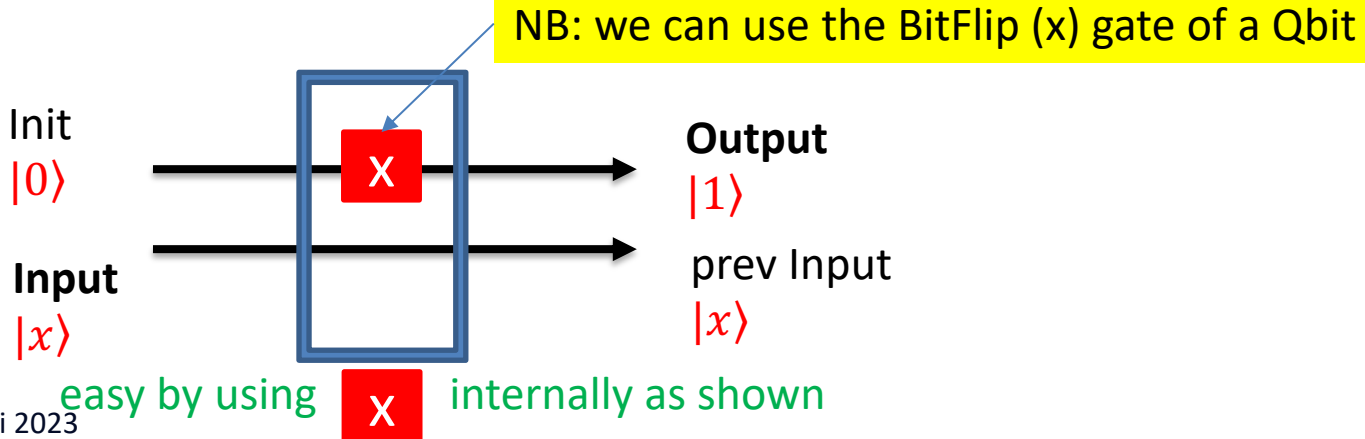 NB: we can use the BitFlip (x) gate of a Qbit
Init
|0⟩
X
Output
|1⟩
Input
|x⟩
prev Input
|x⟩
easy by using X internally as shown
i 2023